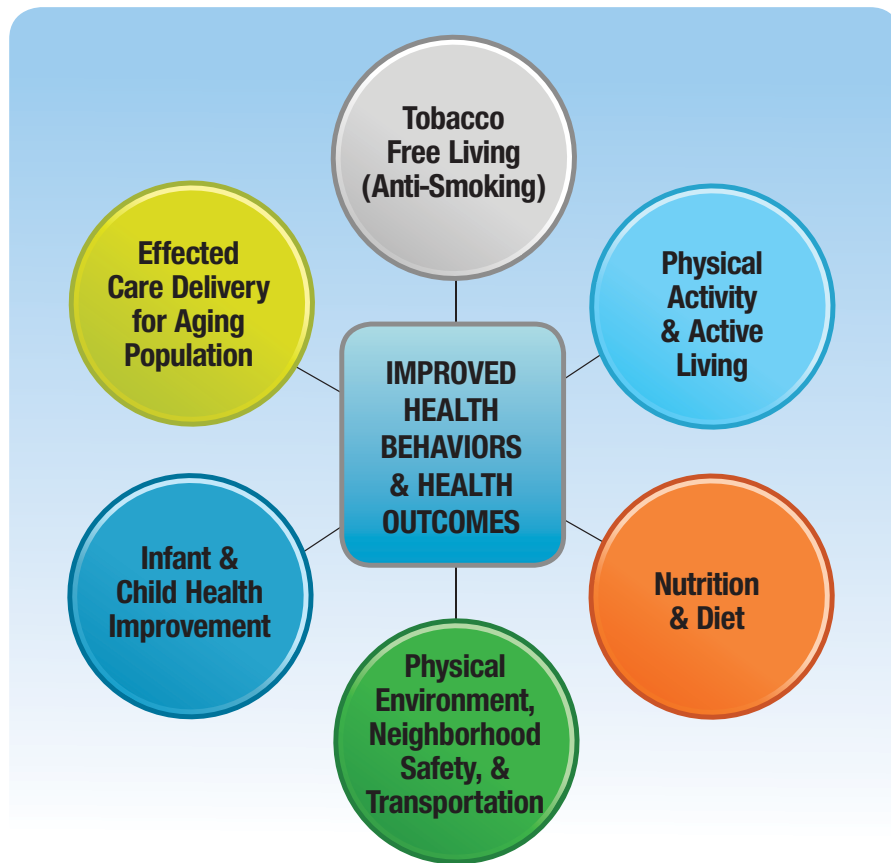 Tobacco
Free Living
(Anti-Smoking)
Effected
Care Delivery
for Aging
Population
Physical
Activity
& Active
Living
IMPROVED
HEALTH
BEHAVIORS
& HEALTH
OUTCOMES
Infant &
Child Health
Improvement
Nutrition
& Diet
Physical
Environment,
Neighborhood
Safety, &
Transportation